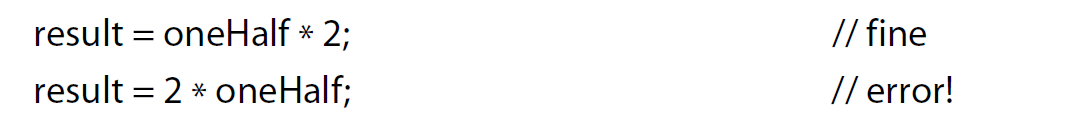 result = oneHalf * 2; // fine
result = 2 * oneHalf; // error!